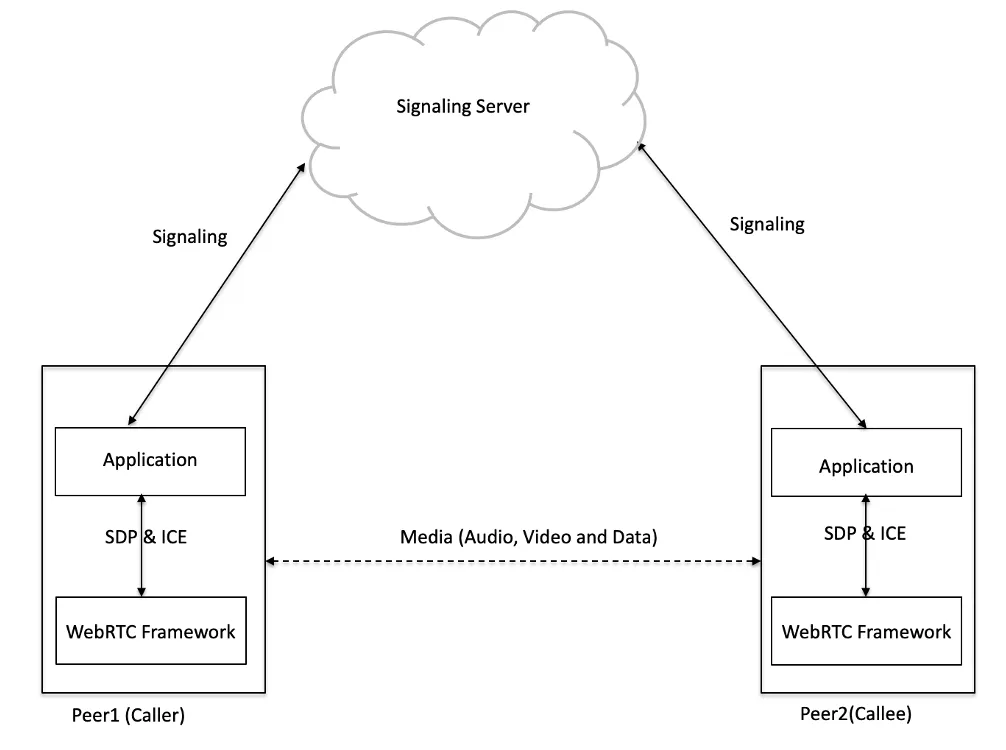 Signaling Server
Signaling
Signaling
Application
Application
SDP & ICE
SDP & ICE
Media (Audio, Video and Data)
WebRTC Framework
WebRTC Framework
Peer1 (Caller)
Peer2(Callee)